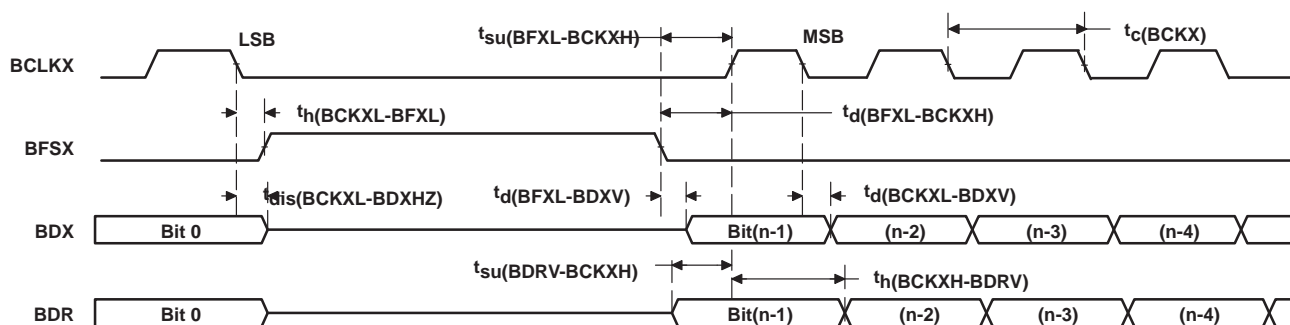 LSB
tsu(BFXL-BCKXH)
MSB
tc(BCKX)
BCLKX
th(BCKXL-BFXL)
td(BFXL-BCKXH)
BFSX
tdis(BCKXL-BDXHZ)
td(BFXL-BDXV)
td(BCKXL-BDXV)
BDX
Bit 0
Bit(n-1)
(n-2)
(n-3)
(n-4)
tsu(BDRV-BCKXH)
th(BCKXH-BDRV)
BDR
Bit 0
Bit(n-1)
(n-2)
(n-3)
(n-4)